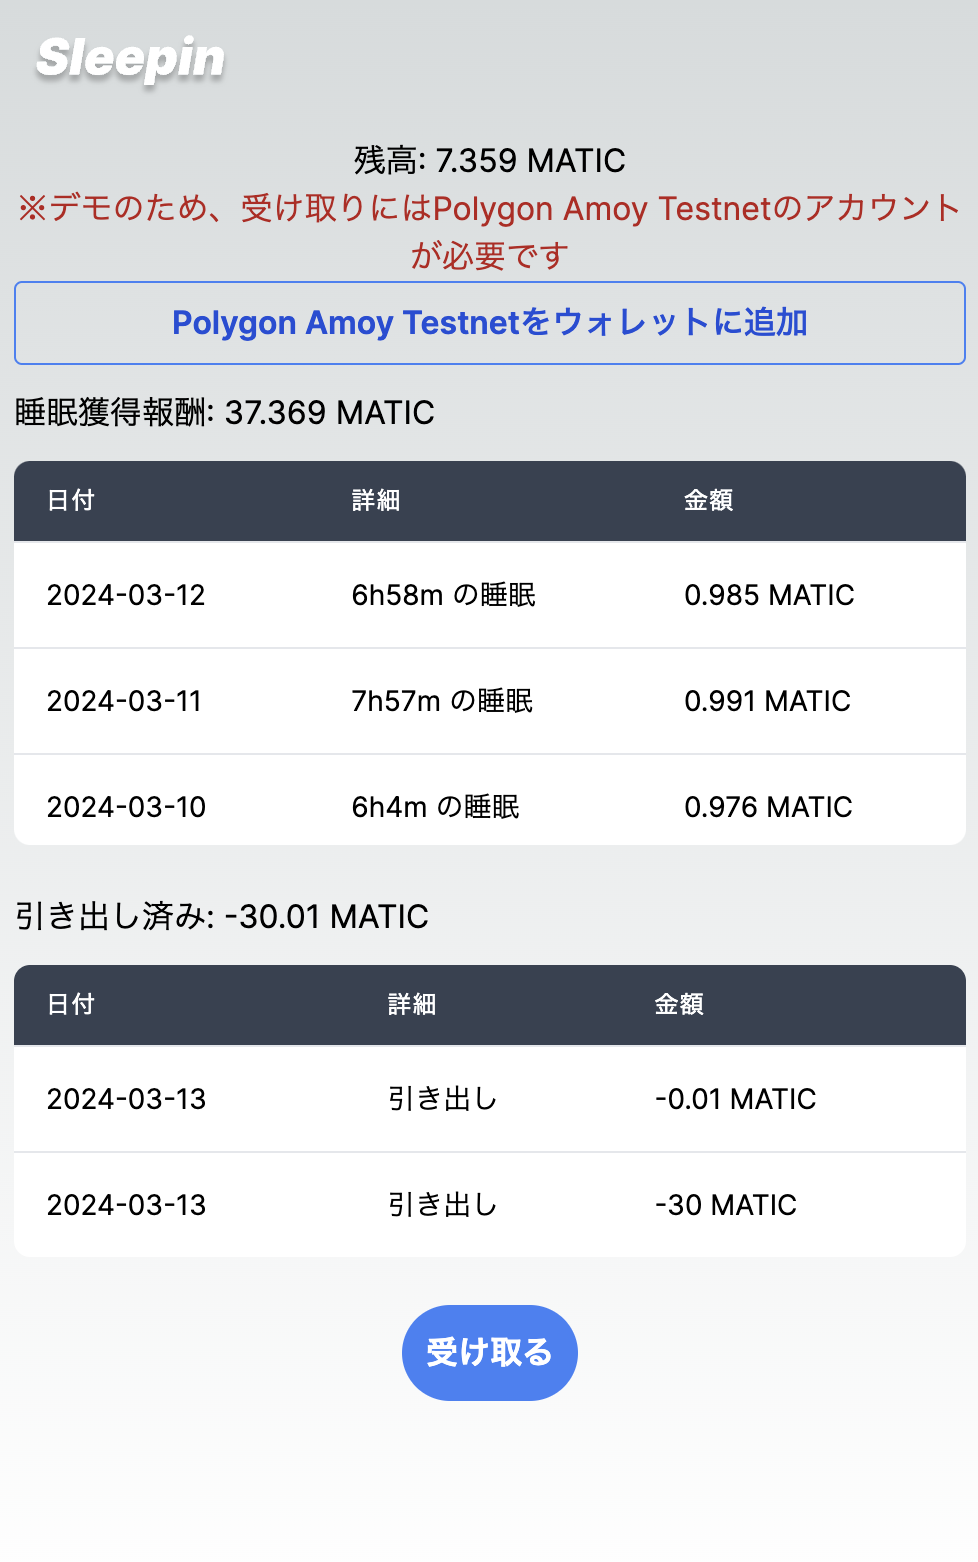 Sleepin
残高: 7.359 MATIC
※デモのため、受け取りにはPolygon Amoy Testnetのアカウント
が必要です
Polygon Amoy Testnetをウォレットに追加
睡眠獲得報酬: 37.369 MATIC
日付 詳細 金額
2024-03-12 6h58m の睡眠 0.985 MATIC
2024-03-11 7h57m の睡眠 0.991 MATIC
2024-03-10 6h4m の睡眠 0.976 MATIC
引き出し済み: -30.01 MATIC
日付 詳細 金額
2024-03-13 引き出し -0.01 MATIC
2024-03-13 引き出し -30 MATIC
受け取る